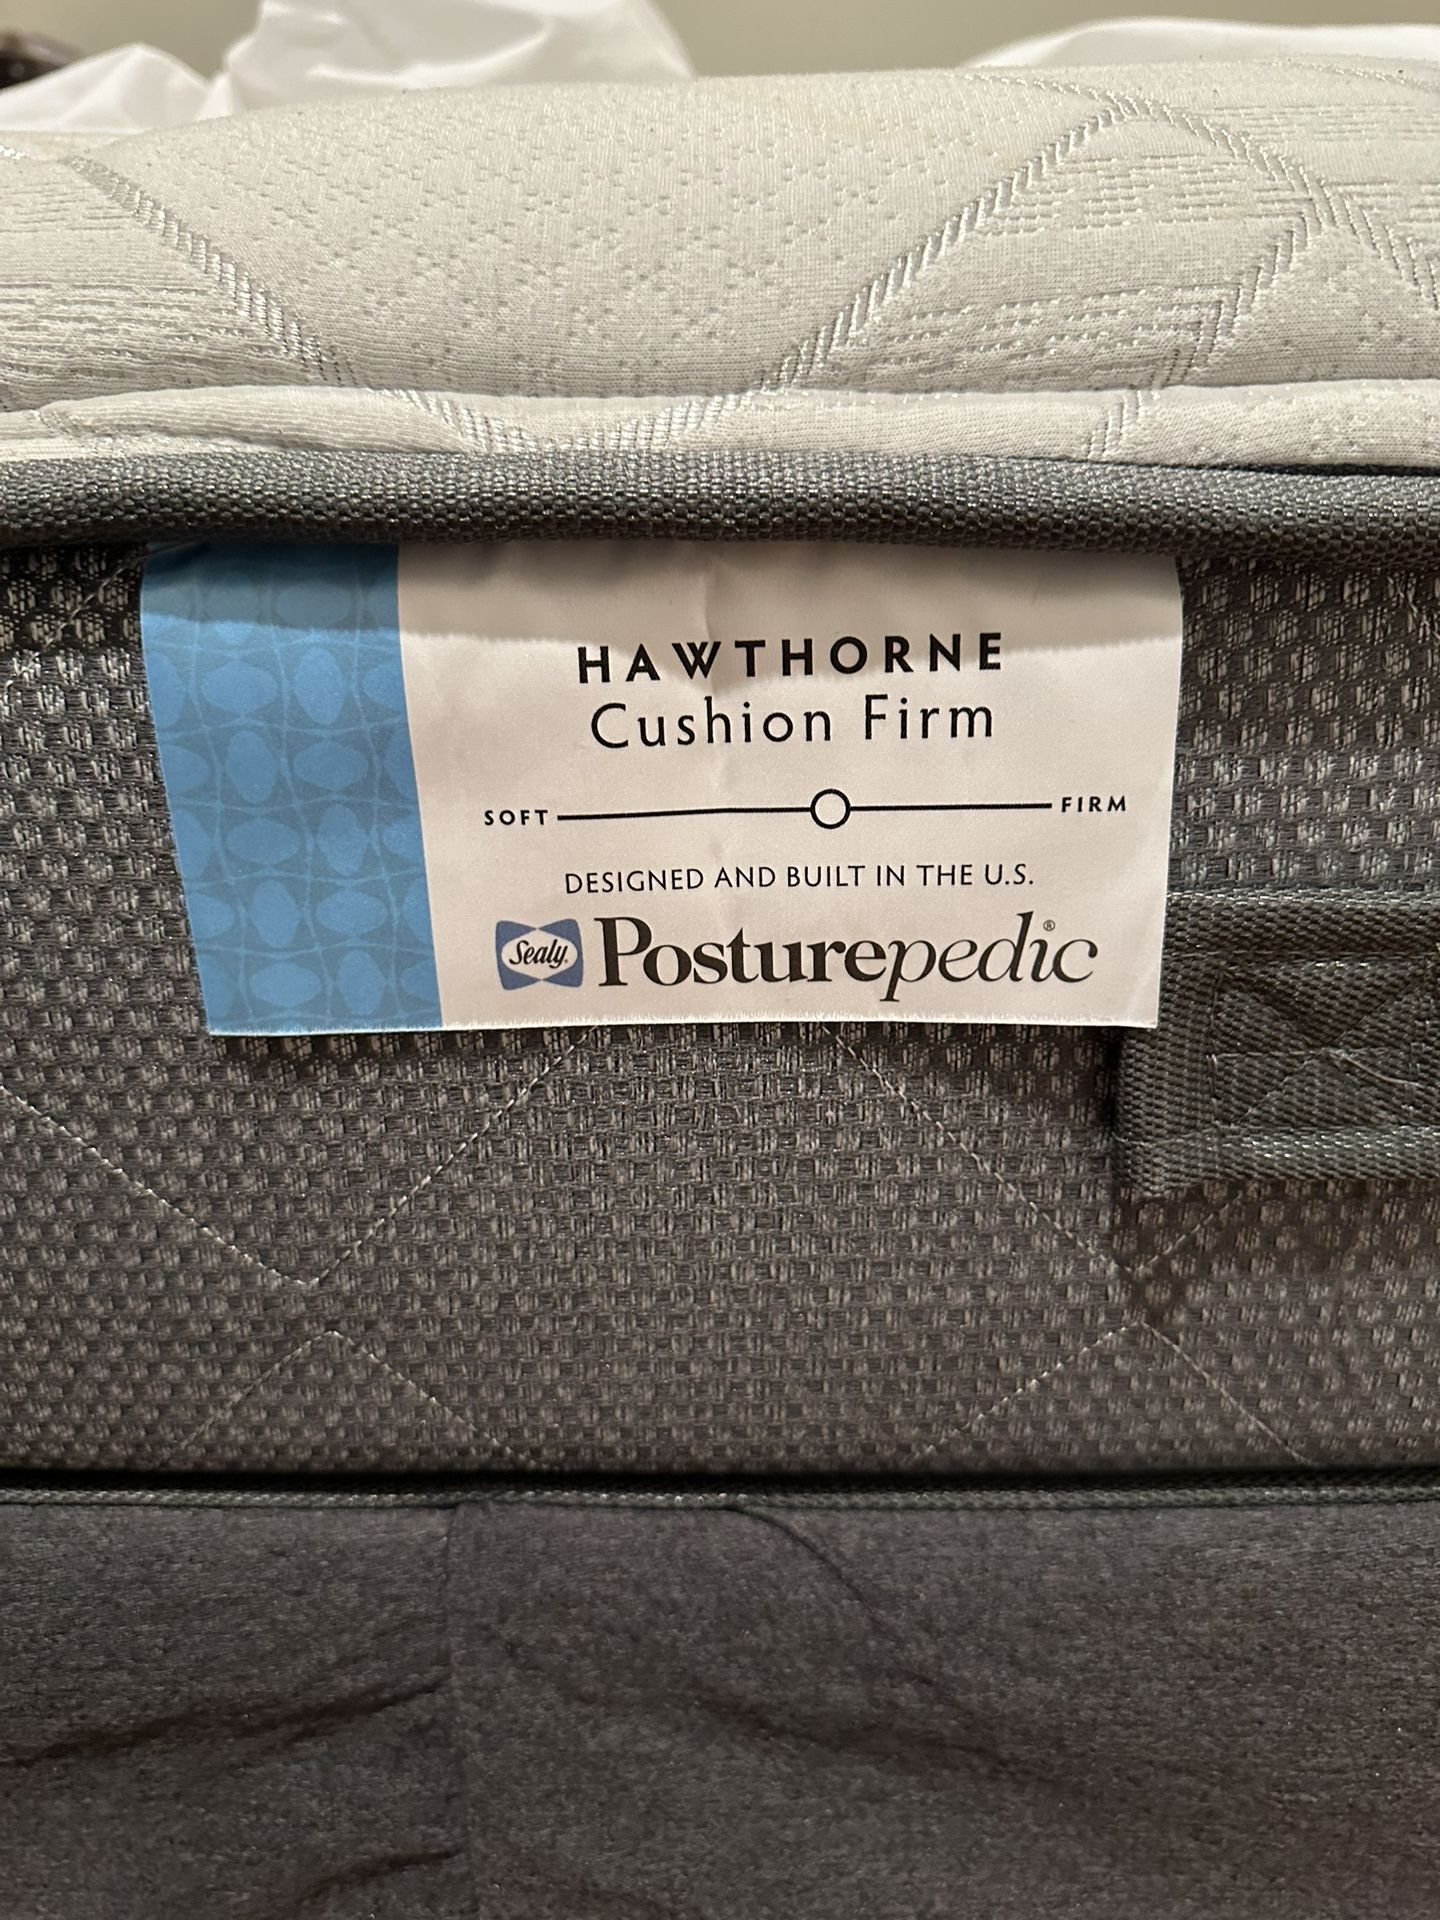 HAWTHORNE
Cushion Firm
SOFT FIRM
DESIGNED AND BUILT IN THE U.S.
Sealy® Posturepedic®